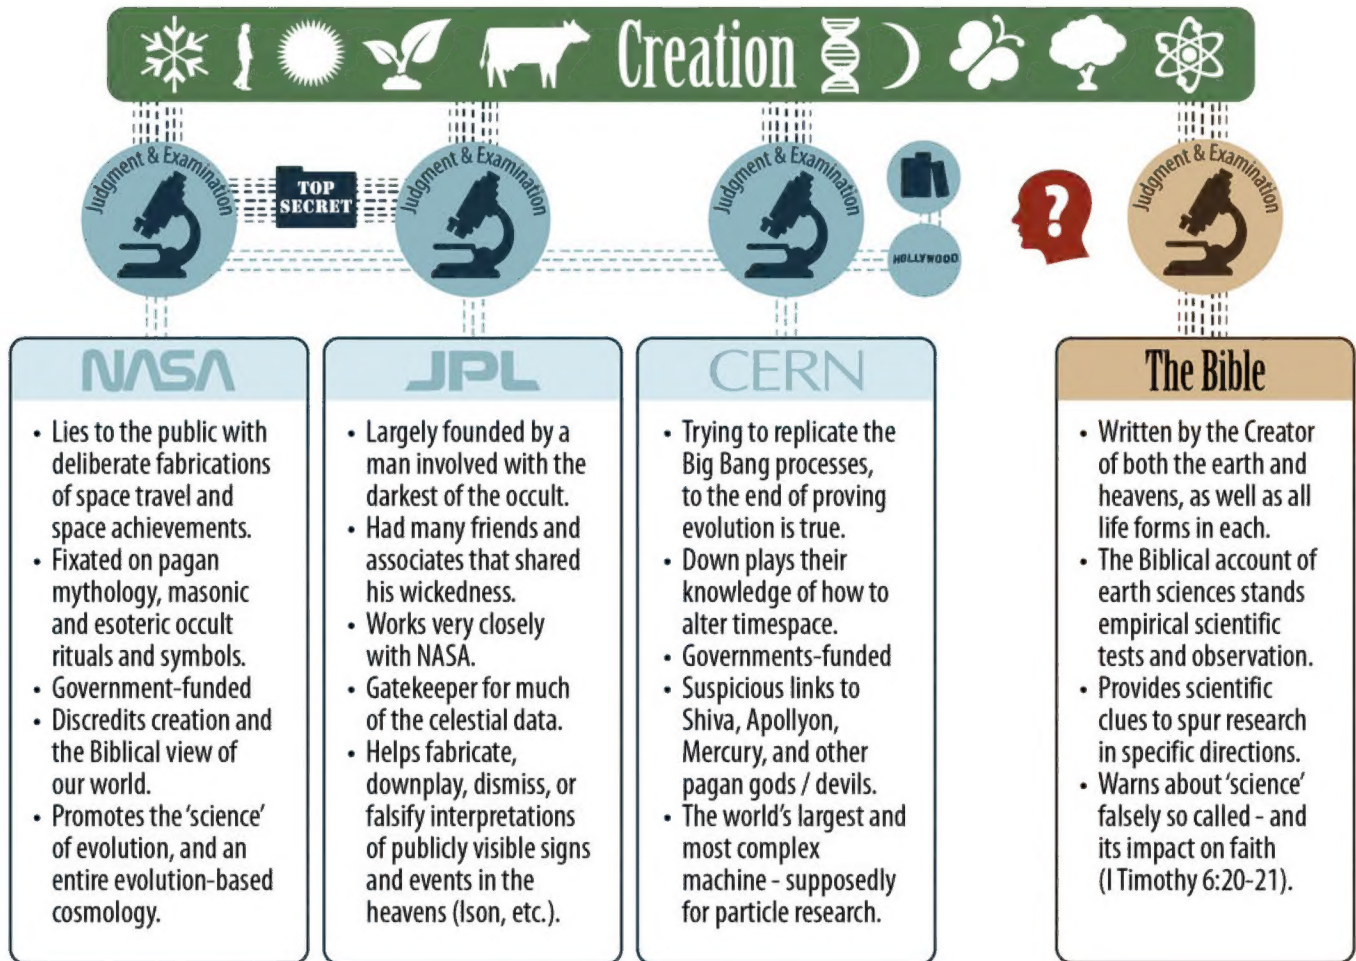 Creation
Judgment & Examination
TOP
SECRET
Judgment & Examination
Judgment & Examination
HOLLYWOOD
?
Judgment & Examination
NASA
• Lies to the public with
deliberate fabrications
of space travel and
space achievements.
• Fixated on pagan
mythology, masonic
and esoteric occult
rituals and symbols.
• Government-funded
• Discredits creation and
the Biblical view of
our world.
• Promotes the 'science'
of evolution, and an
entire evolution-based
cosmology.
JPL
• Largely founded by a
man involved with the
darkest of the occult.
• Had many friends and
associates that shared
his wickedness.
• Works very closely
with NASA.
• Gatekeeper for much
of the celestial data.
• Helps fabricate,
downplay, dismiss, or
falsify interpretations
of publicly visible signs
and events in the
heavens (Ison, etc.).
CERN
• Trying to replicate the
Big Bang processes,
to the end of proving
evolution is true.
• Down plays their
knowledge of how to
alter timespace.
• Governments-funded
• Suspicious links to
Shiva, Apollyon,
Mercury, and other
pagan gods / devils.
• The world's largest and
most complex
machine - supposedly
for particle research.
The Bible
• Written by the Creator
of both the earth and
heavens, as well as all
life forms in each.
• The Biblical account of
earth sciences stands
empirical scientific
tests and observation.
• Provides scientific
clues to spur research
in specific directions.
• Warns about 'science'
falsely so called - and
its impact on faith
(I Timothy 6:20-21).